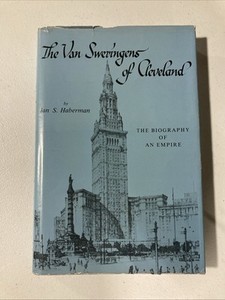 The Van Sweringens
of Cleveland
by
Ian S. Haberman
THE BIOGRAPHY
OF
AN EMPIRE